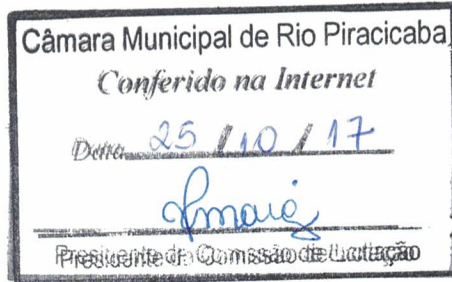 Câmara Municipal de Rio Piracicaba
Conferido na Internet
Data 25 / 10 / 17
Presidente da Comissão de Licitação